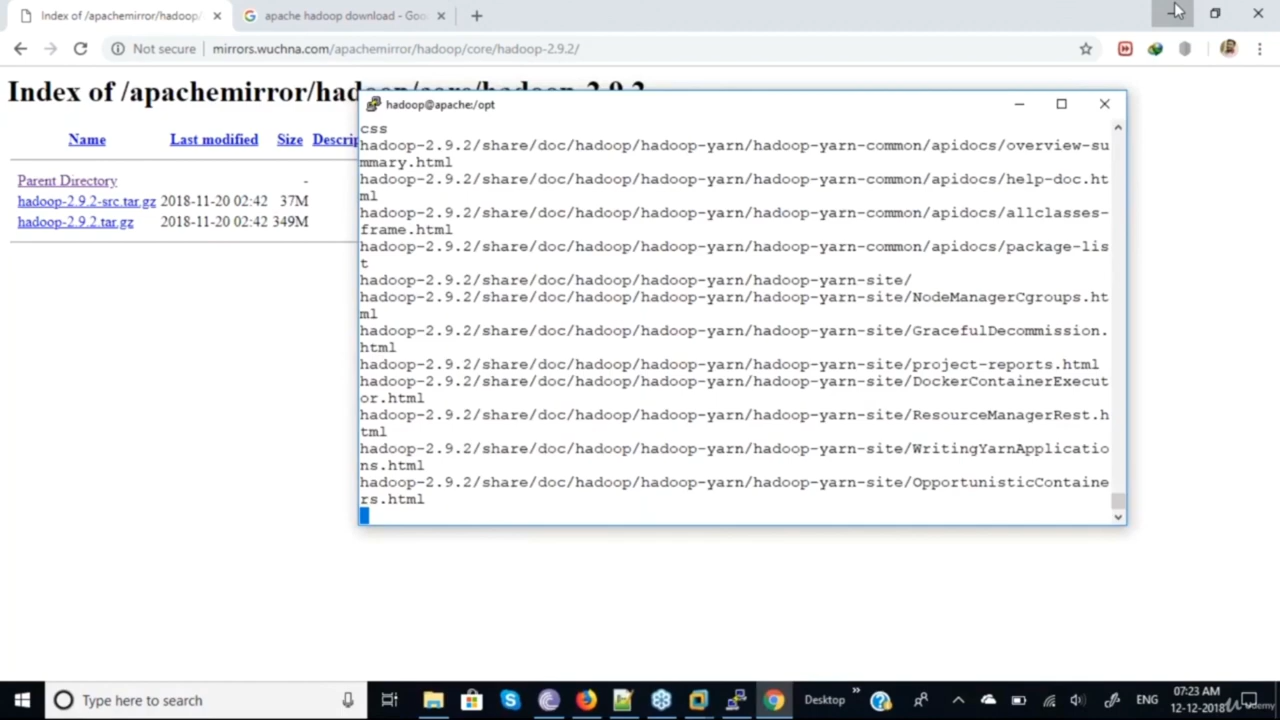 Index of /apachemirror/hadoop/
apache hadoop download - Goo
Not secure
mirrors.wuchna.com/apachemirror/hadoop/core/hadoop-2.9.2/
Index of /apachemirror/hadoop/core/hadoop-2.9.2
Name Last modified Size Descrip
Parent Directory -
hadoop-2.9.2-src.tar.gz 2018-11-20 02:42 37M
hadoop-2.9.2.tar.gz 2018-11-20 02:42 349M
hadoop@apache:/opt
css
hadoop-2.9.2/share/doc/hadoop/hadoop-yarn/hadoop-yarn-common/apidocs/overview-su
mmary.html
hadoop-2.9.2/share/doc/hadoop/hadoop-yarn/hadoop-yarn-common/apidocs/help-doc.ht
ml
hadoop-2.9.2/share/doc/hadoop/hadoop-yarn/hadoop-yarn-common/apidocs/allclasses-
frame.html
hadoop-2.9.2/share/doc/hadoop/hadoop-yarn/hadoop-yarn-common/apidocs/package-lis
t
hadoop-2.9.2/share/doc/hadoop/hadoop-yarn/hadoop-yarn-site/
hadoop-2.9.2/share/doc/hadoop/hadoop-yarn/hadoop-yarn-site/NodeManagerCgroups.ht
ml
hadoop-2.9.2/share/doc/hadoop/hadoop-yarn/hadoop-yarn-site/GracefulDecommission.
html
hadoop-2.9.2/share/doc/hadoop/hadoop-yarn/hadoop-yarn-site/project-reports.html
hadoop-2.9.2/share/doc/hadoop/hadoop-yarn/hadoop-yarn-site/DockerContainerExecut
or.html
hadoop-2.9.2/share/doc/hadoop/hadoop-yarn/hadoop-yarn-site/ResourceManagerRest.h
tml
hadoop-2.9.2/share/doc/hadoop/hadoop-yarn/hadoop-yarn-site/WritingYarnApplicatio
ns.html
hadoop-2.9.2/share/doc/hadoop/hadoop-yarn/hadoop-yarn-site/OpportunisticContaine
rs.html
Type here to search
Desktop
ENG
07:23 AM
12-12-2018
Udemy